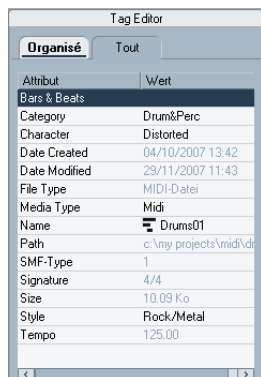 Tag Editor
Organisé Tout
Attribut Wert
Bars & Beats
Category Drum&Perc
Character Distorted
Date Created 04/10/2007 13:42
Date Modified 29/11/2007 11:43
File Type MIDI-Datei
Media Type Midi
Name Drums01
Path c:\my projects\midi\dr
SMF-Type 1
Signature 4/4
Size 10.09 Ko
Style Rock/Metal
Tempo 125.00